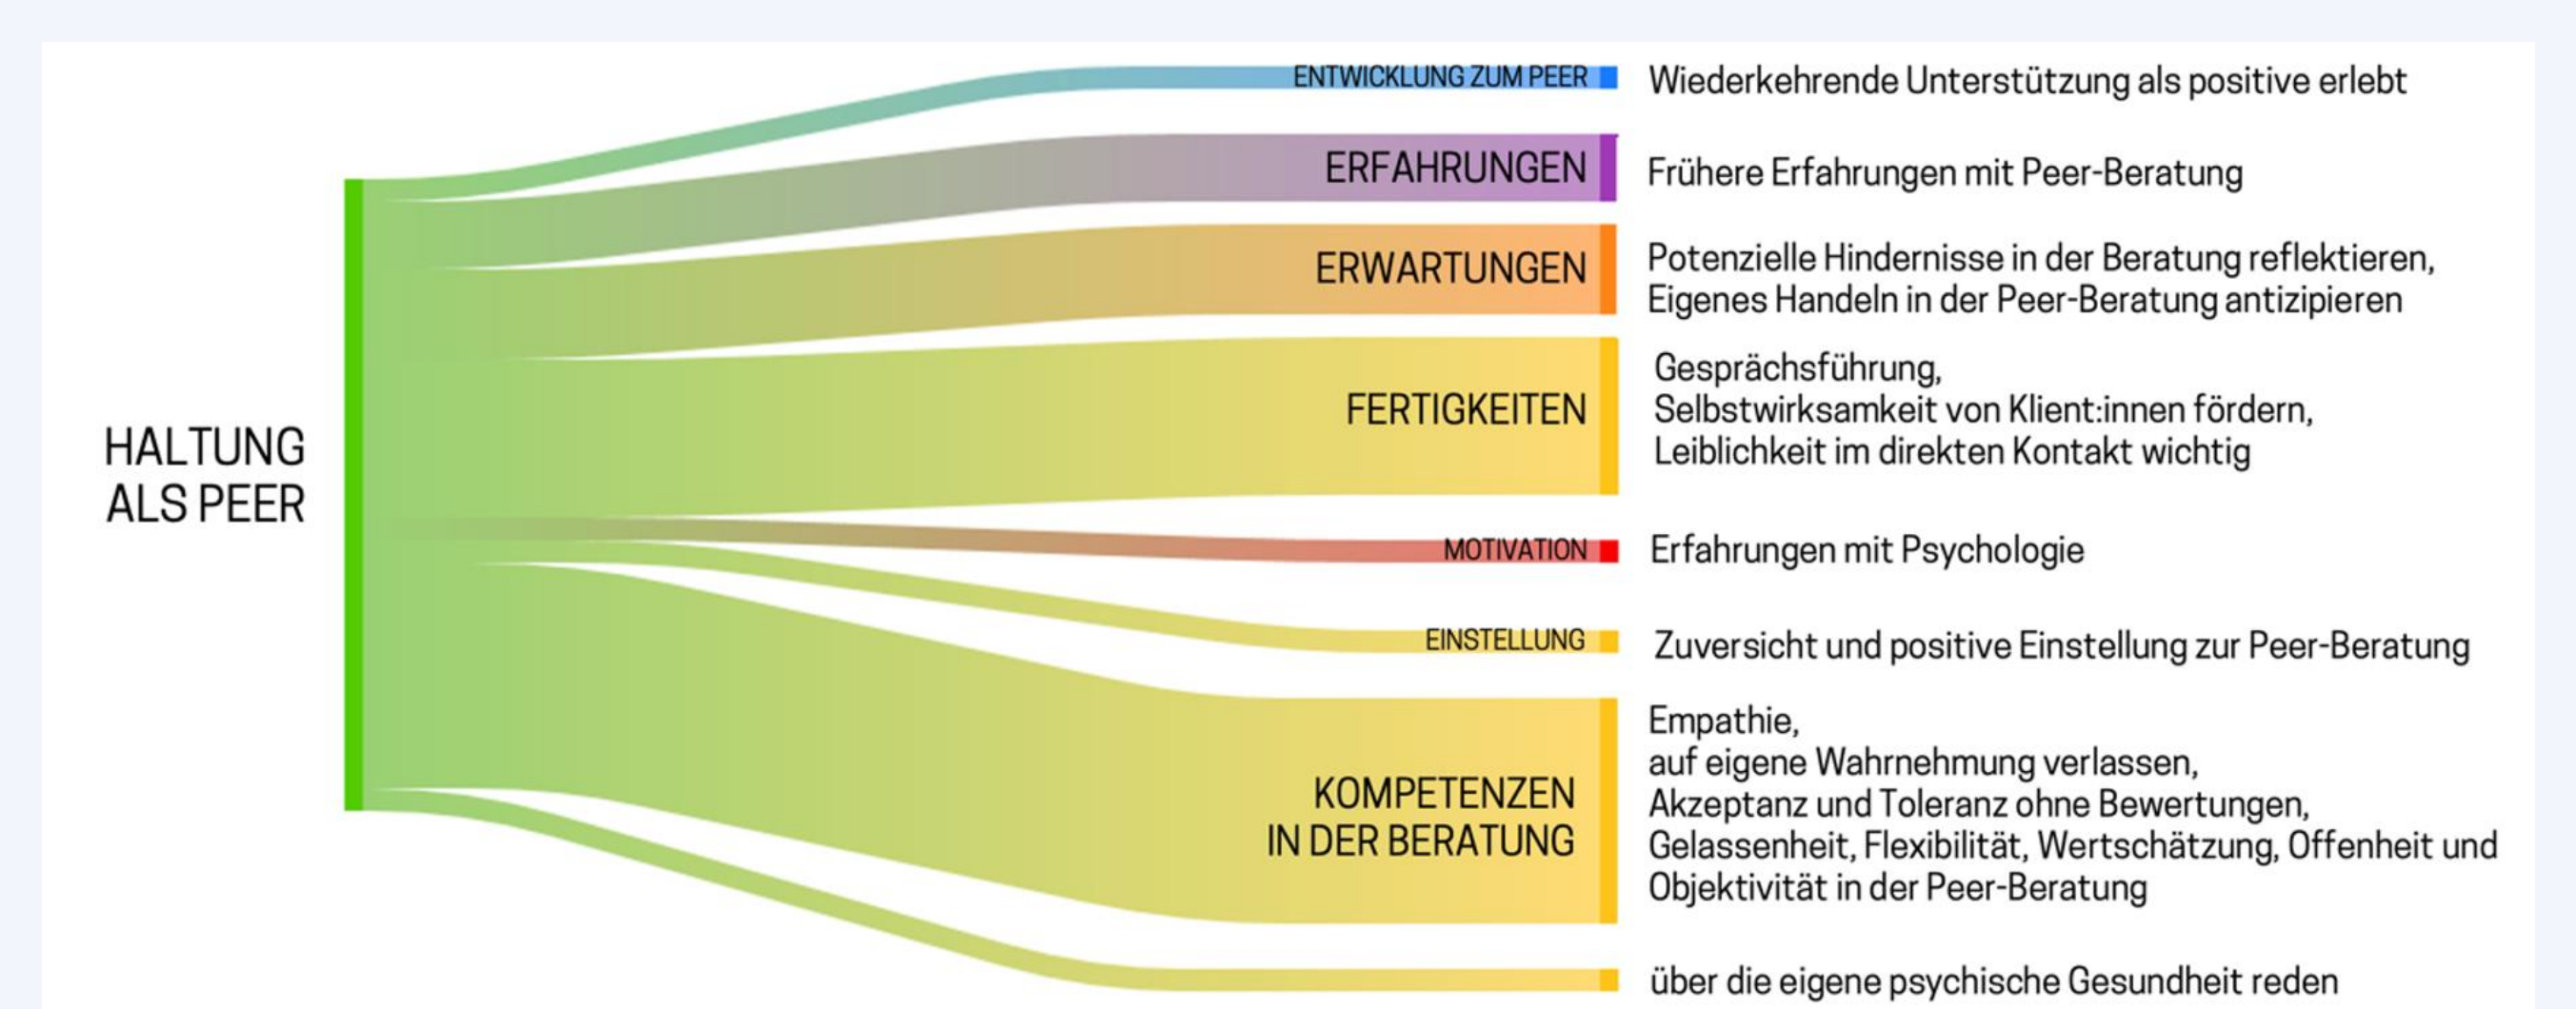 HALTUNG
ALS PEER
ENTWICKLUNG ZUM PEER
Wiederkehrende Unterstützung als positive erlebt
ERFAHRUNGEN
Frühere Erfahrungen mit Peer-Beratung
ERWARTUNGEN
Potenzielle Hindernisse in der Beratung reflektieren,
Eigenes Handeln in der Peer-Beratung antizipieren
FERTIGKEITEN
Gesprächsführung,
Selbstwirksamkeit von Klient:innen fördern,
Leiblichkeit im direkten Kontakt wichtig
MOTIVATION
Erfahrungen mit Psychologie
EINSTELLUNG
Zuversicht und positive Einstellung zur Peer-Beratung
KOMPETENZEN
IN DER BERATUNG
Empathie,
auf eigene Wahrnehmung verlassen,
Akzeptanz und Toleranz ohne Bewertungen,
Gelassenheit, Flexibilität, Wertschätzung, Offenheit und
Objektivität in der Peer-Beratung
über die eigene psychische Gesundheit reden